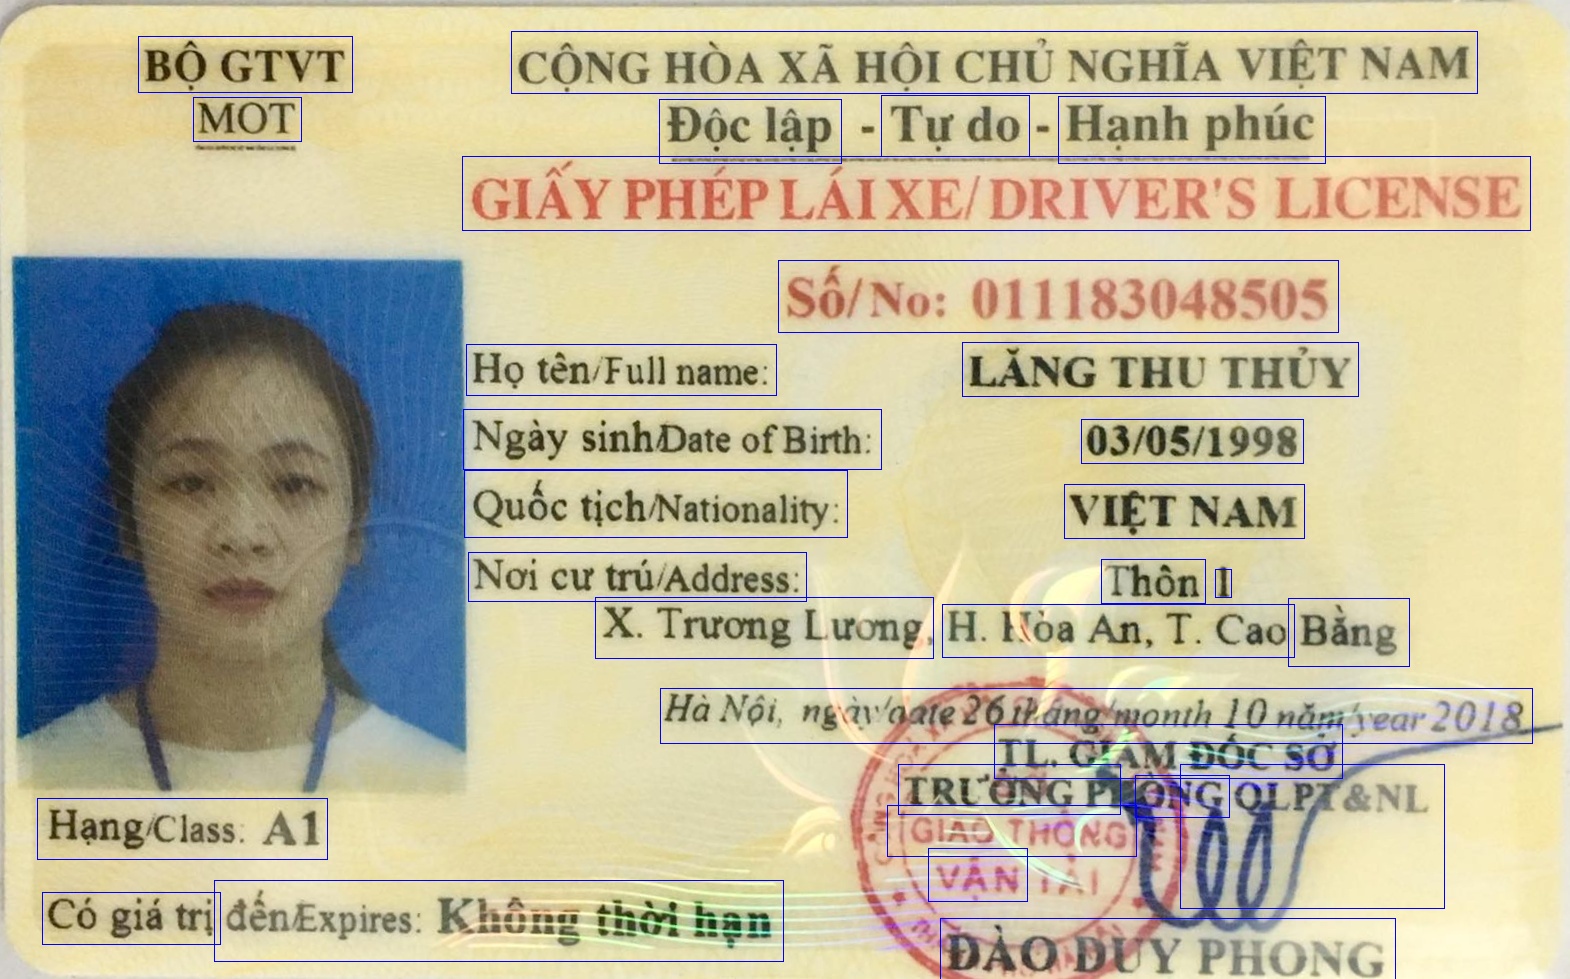 BỘ GTVT
MOT
CỘNG HÒA XÃ HỘI CHỦ NGHĨA VIỆT NAM
Độc lập - Tự do - Hạnh phúc
GIẤY PHÉP LÁI XE/ DRIVER'S LICENSE
Số/ No: 011183048505
Họ tên/Full name: LĂNG THU THỦY
Ngày sinh/Date of Birth: 03/05/1998
Quốc tịch/Nationality: VIỆT NAM
Nơi cư trú/Address: Thôn 1
X. Trương Lương, H. Hòa An, T. Cao Bằng
Hà Nội, ngày/date 26 tháng/month 10 năm/year 2018
TL. GIÁM ĐỐC SỞ
TRƯỞNG PHÒNG QLPT&NL
GIAO THÔNG
VẬN TẢI
Hạng/Class: A1
Có giá trị đến/Expires: Không thời hạn
ĐÀO DUY PHONG